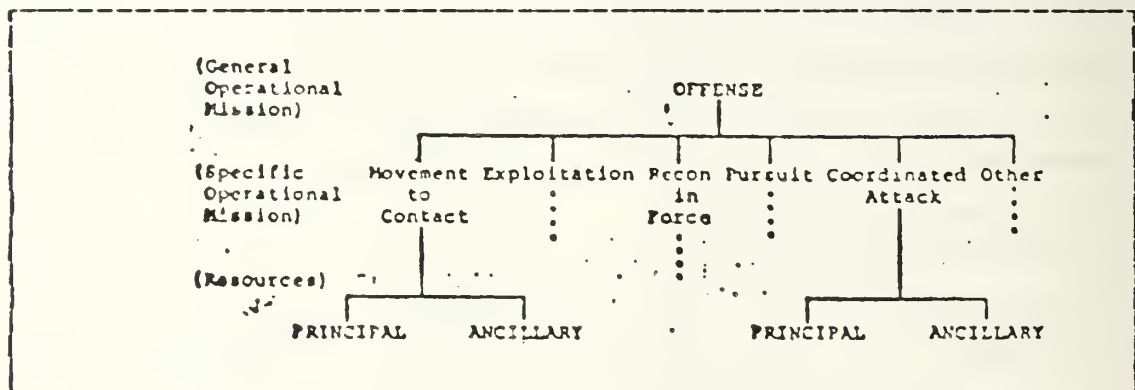 (General
Operational
Mission)
OFFENSE
(Specific Movement Exploitation Recon Pursuit Coordinated Other
Operational to in Attack
Mission) Contact Force
(Resources)
PRINCIPAL ANCILLARY PRINCIPAL ANCILLARY